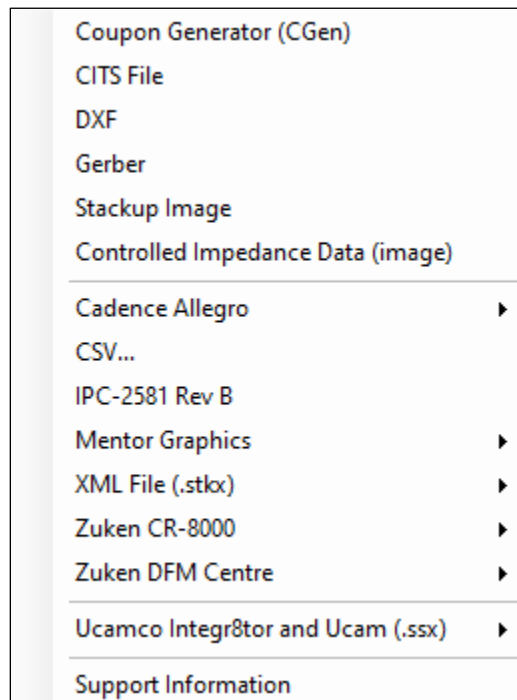 Coupon Generator (CGen)
CITS File
DXF
Gerber
Stackup Image
Controlled Impedance Data (image)
Cadence Allegro
CSV...
IPC-2581 Rev B
Mentor Graphics
XML File (.stkx)
Zuken CR-8000
Zuken DFM Centre
Ucamco Integr8tor and Ucam (.ssx)
Support Information